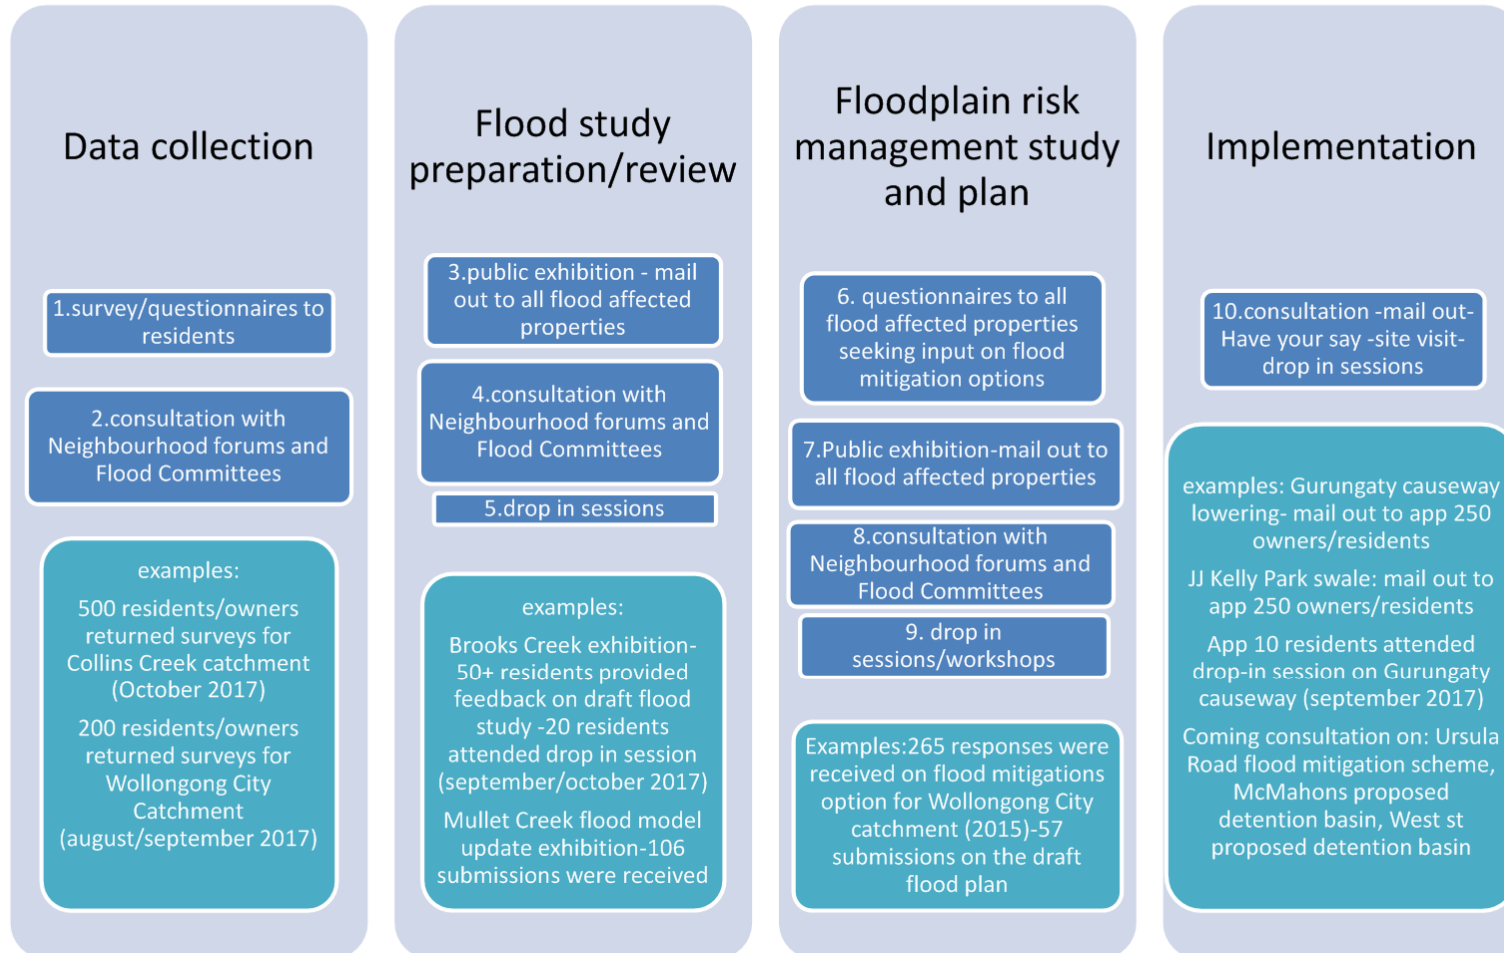 Data collection
1.survey/questionnaires to
residents
2.consultation with
Neighbourhood forums and
Flood Committees
examples:
500 residents/owners
returned surveys for
Collins Creek catchment
(October 2017)
200 residents/owners
returned surveys for
Wollongong City
Catchment
(august/september 2017)
Flood study
preparation/review
3.public exhibition - mail
out to all flood affected
properties
4.consultation with
Neighbourhood forums and
Flood Committees
5.drop in sessions
examples:
Brooks Creek exhibition-
50+ residents provided
feedback on draft flood
study -20 residents
attended drop in session
(september/october 2017)
Mullet Creek flood model
update exhibition-106
submissions were received
Floodplain risk
management study
and plan
6. questionnaires to all
flood affected properties
seeking input on flood
mitigation options
7.Public exhibition-mail out to
all flood affected properties
8.consultation with
Neighbourhood forums and
Flood Committees
9. drop in
sessions/workshops
Examples:265 responses were
received on flood mitigations
option for Wollongong City
catchment (2015)-57
submissions on the draft
flood plan
Implementation
10.consultation -mail out-
Have your say -site visit-
drop in sessions
examples: Gurungaty causeway
lowering- mail out to app 250
owners/residents
JJ Kelly Park swale: mail out to
app 250 owners/residents
App 10 residents attended
drop-in session on Gurungaty
causeway (september 2017)
Coming consultation on: Ursula
Road flood mitigation scheme,
McMahons proposed
detention basin, West st
proposed detention basin